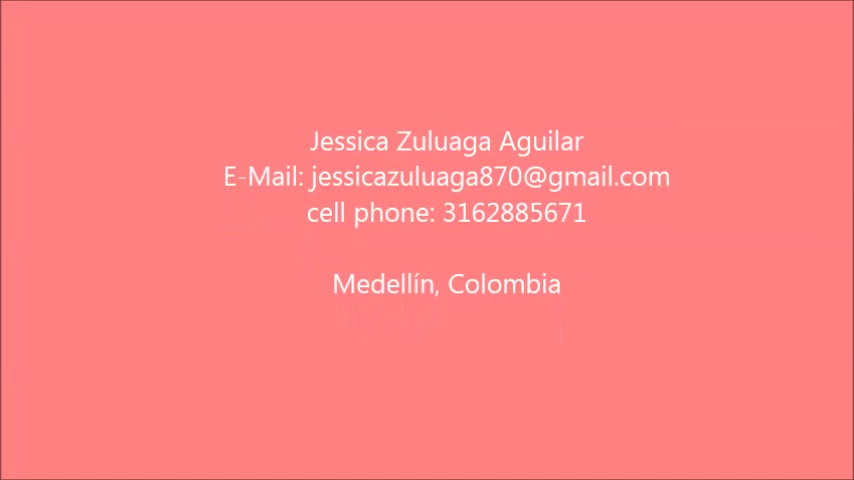 Jessica Zuluaga Aguilar
E-Mail: jessicazuluaga870@gmail.com
cell phone: 3162885671
Medellín, Colombia